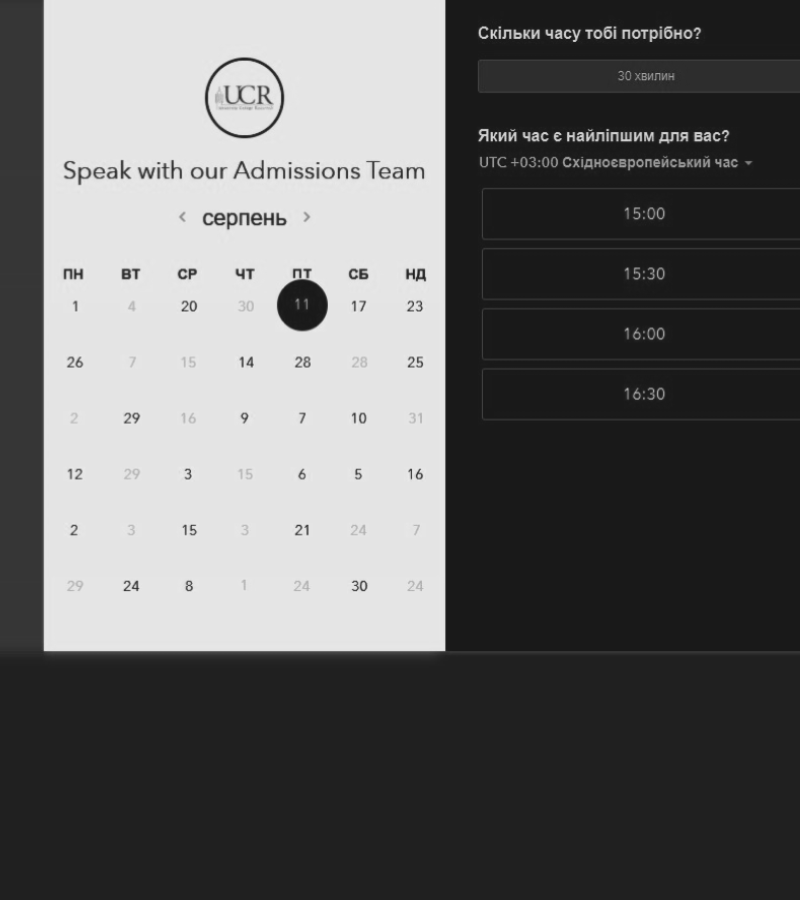 UCR
Speak with our Admissions Team
серпень
ПН ВТ СР ЧТ ПТ СБ НД
1 4 20 30 11 17 23
26 7 15 14 28 28 25
2 29 16 9 7 10 31
12 29 3 15 6 5 16
2 3 15 3 21 24 7
29 24 8 1 24 30 24
Скільки часу тобі потрібно?
30 хвилин
Який час є найліпшим для вас?
UTC +03:00 Східноєвропейський час
15:00
15:30
16:00
16:30